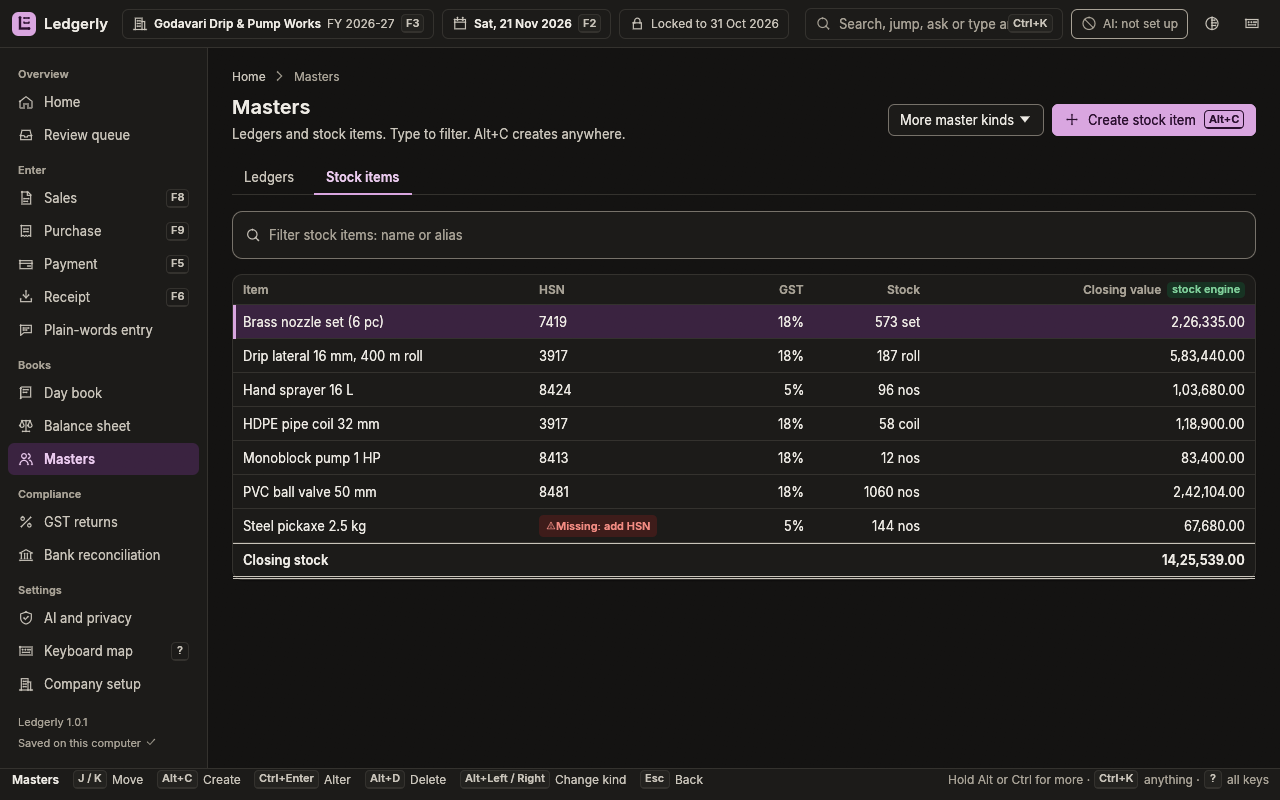 Ledgerly
Godavari Drip & Pump Works FY 2026-27 F3
Sat, 21 Nov 2026 F2
Locked to 31 Oct 2026
Search, jump, ask or type a Ctrl+K
AI: not set up
Overview
Home
Review queue
Enter
Sales F8
Purchase F9
Payment F5
Receipt F6
Plain-words entry
Books
Day book
Balance sheet
Masters
Compliance
GST returns
Bank reconciliation
Settings
AI and privacy
Keyboard map ?
Company setup
Ledgerly 1.0.1
Saved on this computer
Home > Masters
Masters
Ledgers and stock items. Type to filter. Alt+C creates anywhere.
More master kinds
+ Create stock item Alt+C
Ledgers Stock items
Filter stock items: name or alias
Item HSN GST Stock Closing value stock engine
Brass nozzle set (6 pc) 7419 18% 573 set 2,26,335.00
Drip lateral 16 mm, 400 m roll 3917 18% 187 roll 5,83,440.00
Hand sprayer 16 L 8424 5% 96 nos 1,03,680.00
HDPE pipe coil 32 mm 3917 18% 58 coil 1,18,900.00
Monoblock pump 1 HP 8413 18% 12 nos 83,400.00
PVC ball valve 50 mm 8481 18% 1060 nos 2,42,104.00
Steel pickaxe 2.5 kg ⚠Missing: add HSN 5% 144 nos 67,680.00
Closing stock 14,25,539.00
Masters J / K Move Alt+C Create Ctrl+Enter Alter Alt+D Delete Alt+Left / Right Change kind Esc Back
Hold Alt or Ctrl for more · Ctrl+K anything · ? all keys